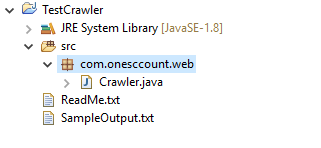 TestCrawler
JRE System Library [JavaSE-1.8]
src
com.onesccount.web
Crawler.java
ReadMe.txt
SampleOutput.txt